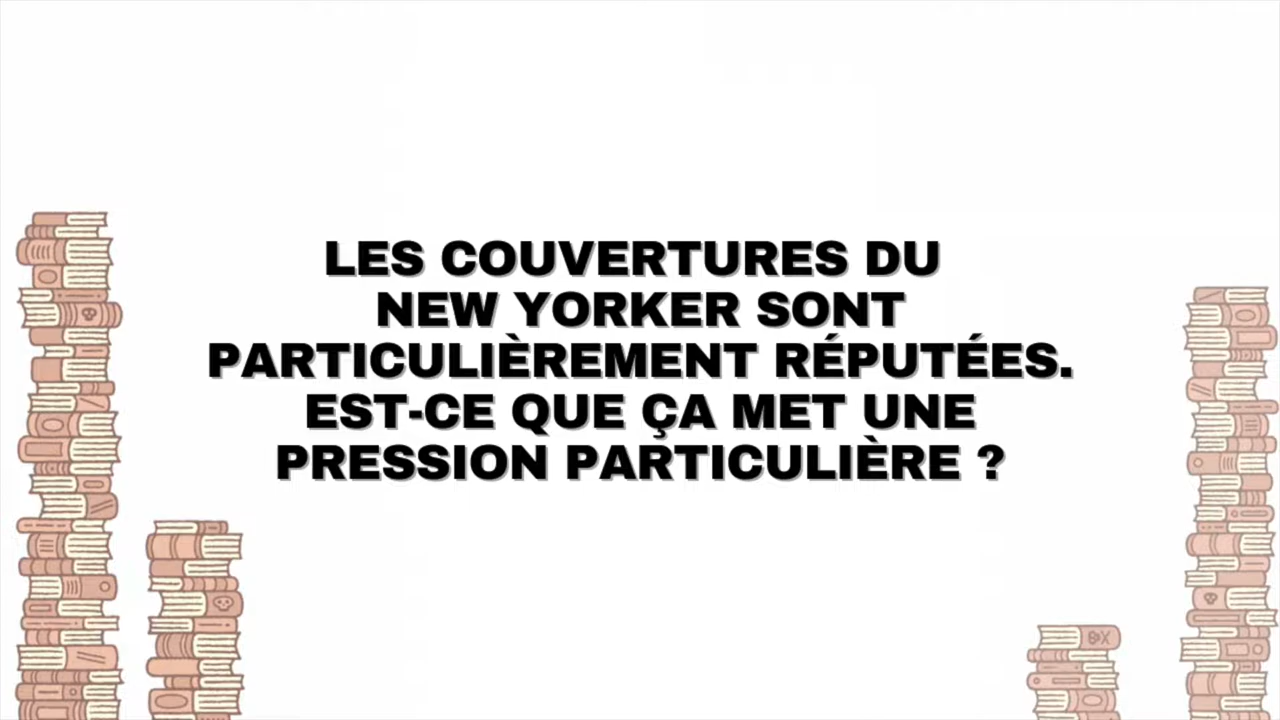 LES COUVERTURES DU
NEW YORKER SONT
PARTICULIÈREMENT RÉPUTÉES.
EST-CE QUE ÇA MET UNE
PRESSION PARTICULIÈRE ?